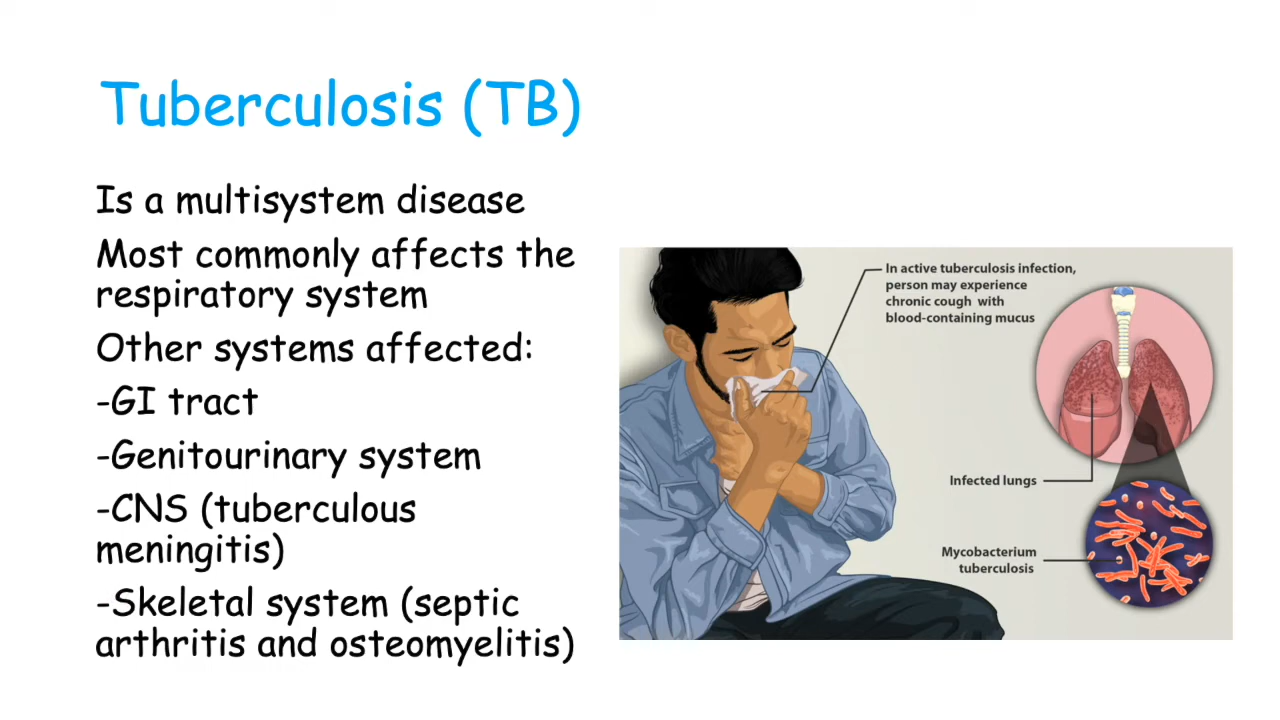 Tuberculosis (TB)
Is a multisystem disease
Most commonly affects the
respiratory system
Other systems affected:
-GI tract
-Genitourinary system
-CNS (tuberculous
meningitis)
-Skeletal system (septic
arthritis and osteomyelitis)
In active tuberculosis infection,
person may experience
chronic cough with
blood-containing mucus
Infected lungs
Mycobacterium
tuberculosis